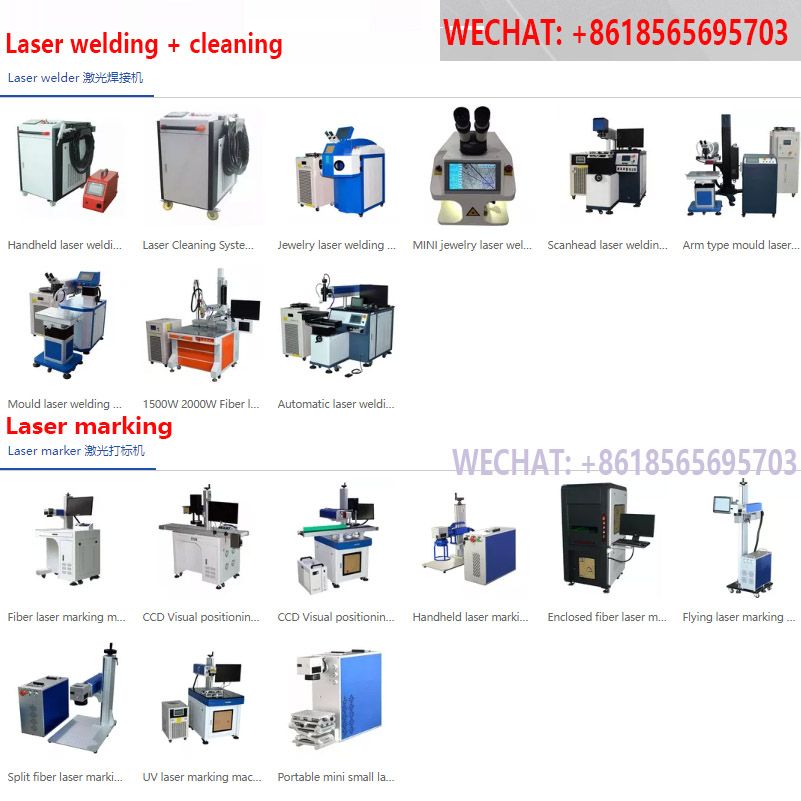 WECHAT: +8618565695703
Laser welding + cleaning
Laser welder 激光焊接机
Handheld laser weldi...
Laser Cleaning Syste...
Jewelry laser welding ...
MINI jewelry laser wel...
Scanhead laser weldin...
Arm type mould laser...
Mould laser welding ...
1500W 2000W Fiber l...
Automatic laser weldi...
Laser marking
Laser marker 激光打标机
WECHAT: +8618565695703
Fiber laser marking m...
CCD Visual positionin...
CCD Visual positionin...
Handheld laser marki...
Enclosed fiber laser m...
Flying laser marking ...
Split fiber laser marki...
UV laser marking mac...
Portable mini small la...